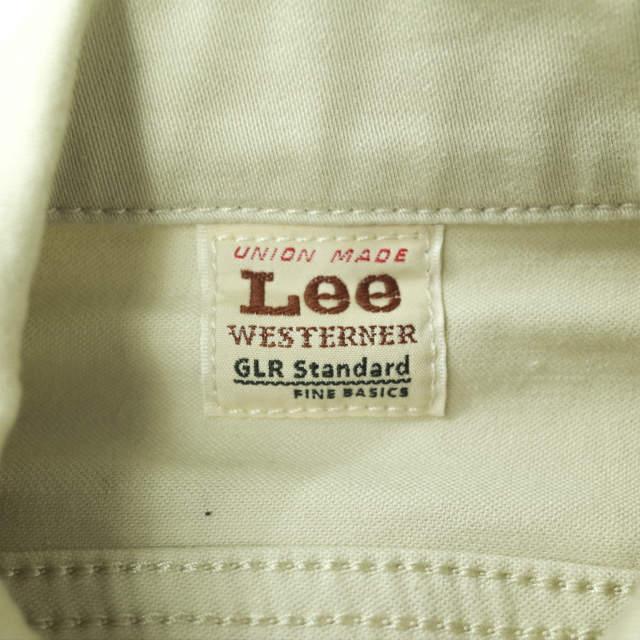 UNION MADE
Lee
WESTERNER
GLR Standard
FINE BASICS